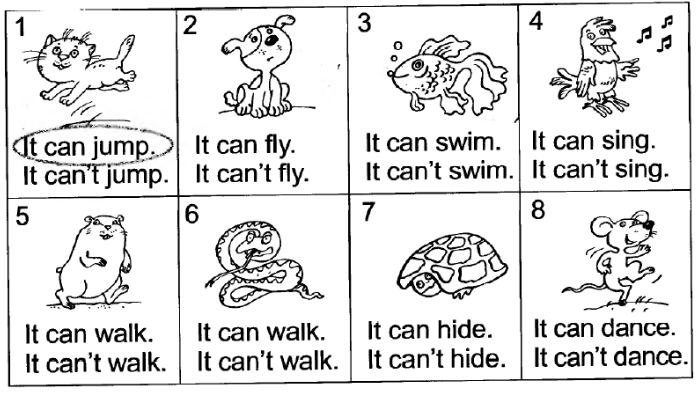 1
It can jump.
It can't jump.
2
It can fly.
It can't fly.
3
It can swim.
It can't swim.
4
It can sing.
It can't sing.
5
It can walk.
It can't walk.
6
It can walk.
It can't walk.
7
It can hide.
It can't hide.
8
It can dance.
It can't dance.